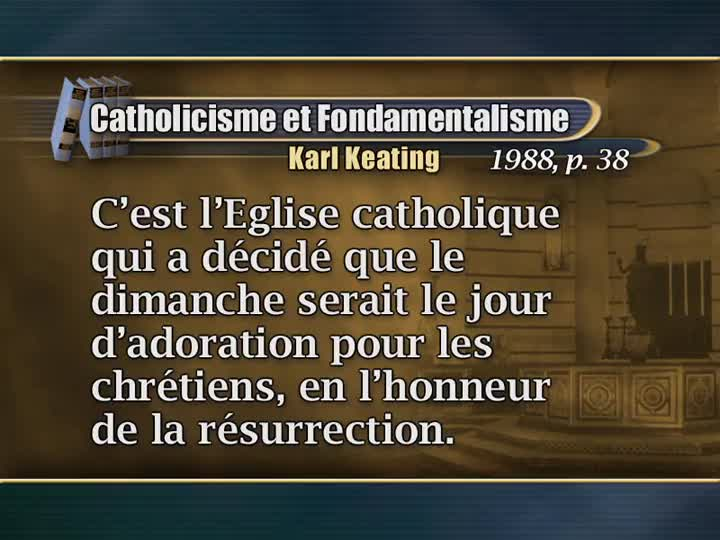 Catholicisme et Fondamentalisme
Karl Keating 1988, p. 38
C’est l’Eglise catholique
qui a décidé que le
dimanche serait le jour
d’adoration pour les
chrétiens, en l’honneur
de la résurrection.